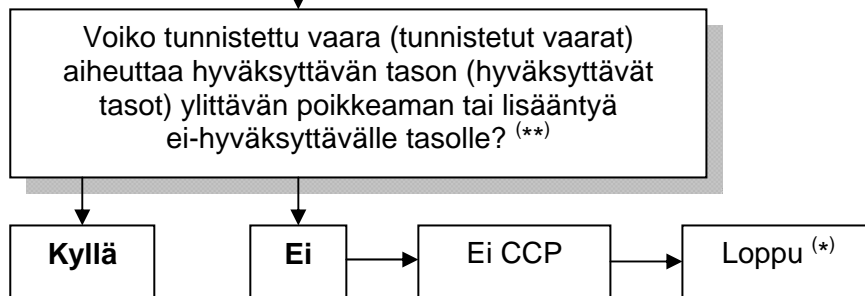 Voiko tunnistettu vaara (tunnistetut vaarat)
aiheuttaa hyväksyttävän tason (hyväksyttävät
tasot) ylittävän poikkeaman tai lisääntyä
ei-hyväksyttävälle tasolle? (**)
Kyllä
Ei
Ei CCP
Loppu (*)